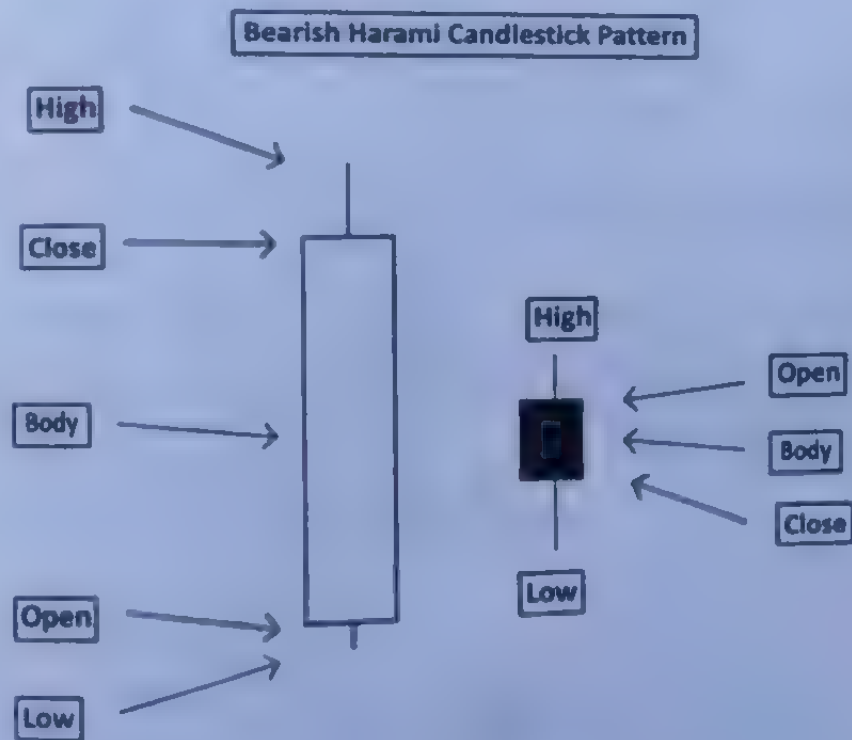 Bearish Harami Candlestick Pattern
High
Close
Body
Open
Low
High
Low
Open
Body
Close